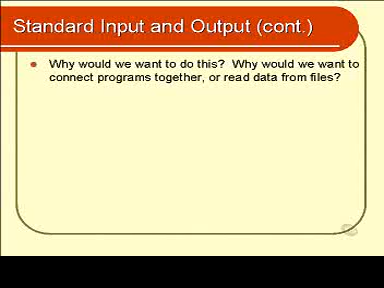 Standard Input and Output (cont.)
Why would we want to do this? Why would we want to
connect programs together, or read data from files?